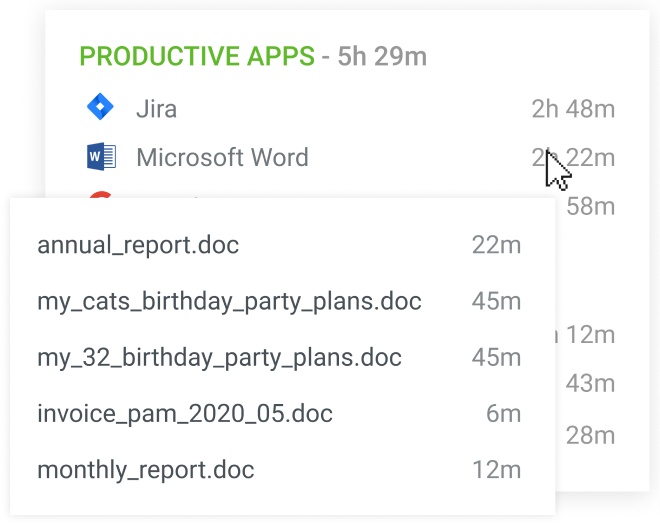 PRODUCTIVE APPS - 5h 29m
Jira 2h 48m
W Microsoft Word 2h 22m
58m
annual_report.doc 22m
my_cats_birthday_party_plans.doc 45m
my_32_birthday_party_plans.doc 45m
invoice_pam_2020_05.doc 6m
monthly_report.doc 12m
12m
43m
28m